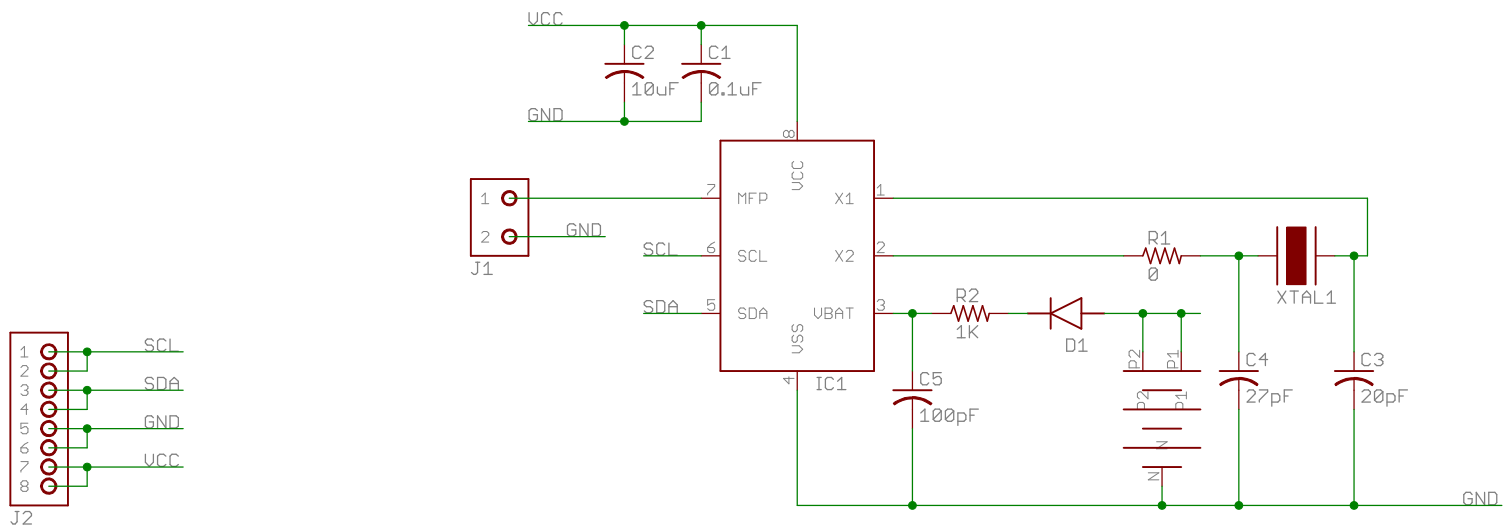 VCC
C2
C1
10uF
0.1uF
GND
8
VCC
1
7
MFP
X1
1
2
GND
J1
SCL
6
SCL
X2
2
R1
0
XTAL1
SDA
5
SDA
VBAT
3
R2
1K
D1
VSS
4
IC1
C5
100pF
P2
P1
P2
P1
N
N
C4
27pF
C3
20pF
GND
1
SCL
2
3
SDA
4
5
GND
6
7
VCC
8
J2